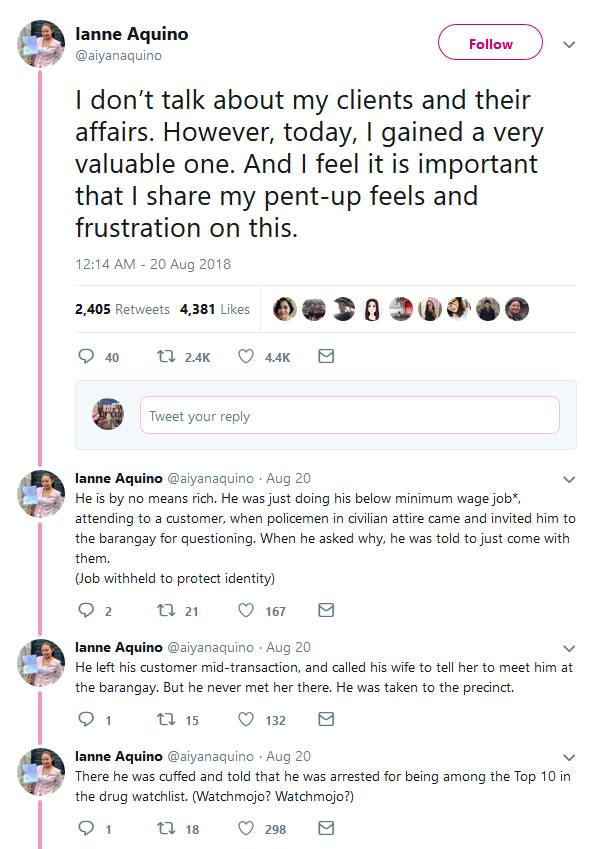 Ianne Aquino
@aiyanaquino
Follow
I don't talk about my clients and their
affairs. However, today, I gained a very
valuable one. And I feel it is important
that I share my pent-up feels and
frustration on this.
12:14 AM - 20 Aug 2018
2,405 Retweets 4,381 Likes
40 2.4K 4.4K
Tweet your reply
Ianne Aquino @aiyanaquino · Aug 20
He is by no means rich. He was just doing his below minimum wage job*,
attending to a customer, when policemen in civilian attire came and invited him to
the barangay for questioning. When he asked why, he was told to just come with
them.
(Job withheld to protect identity)
2 21 167
Ianne Aquino @aiyanaquino · Aug 20
He left his customer mid-transaction, and called his wife to tell her to meet him at
the barangay. But he never met her there. He was taken to the precinct.
1 15 132
Ianne Aquino @aiyanaquino · Aug 20
There he was cuffed and told that he was arrested for being among the Top 10 in
the drug watchlist. (Watchmojo? Watchmojo?)
1 18 298